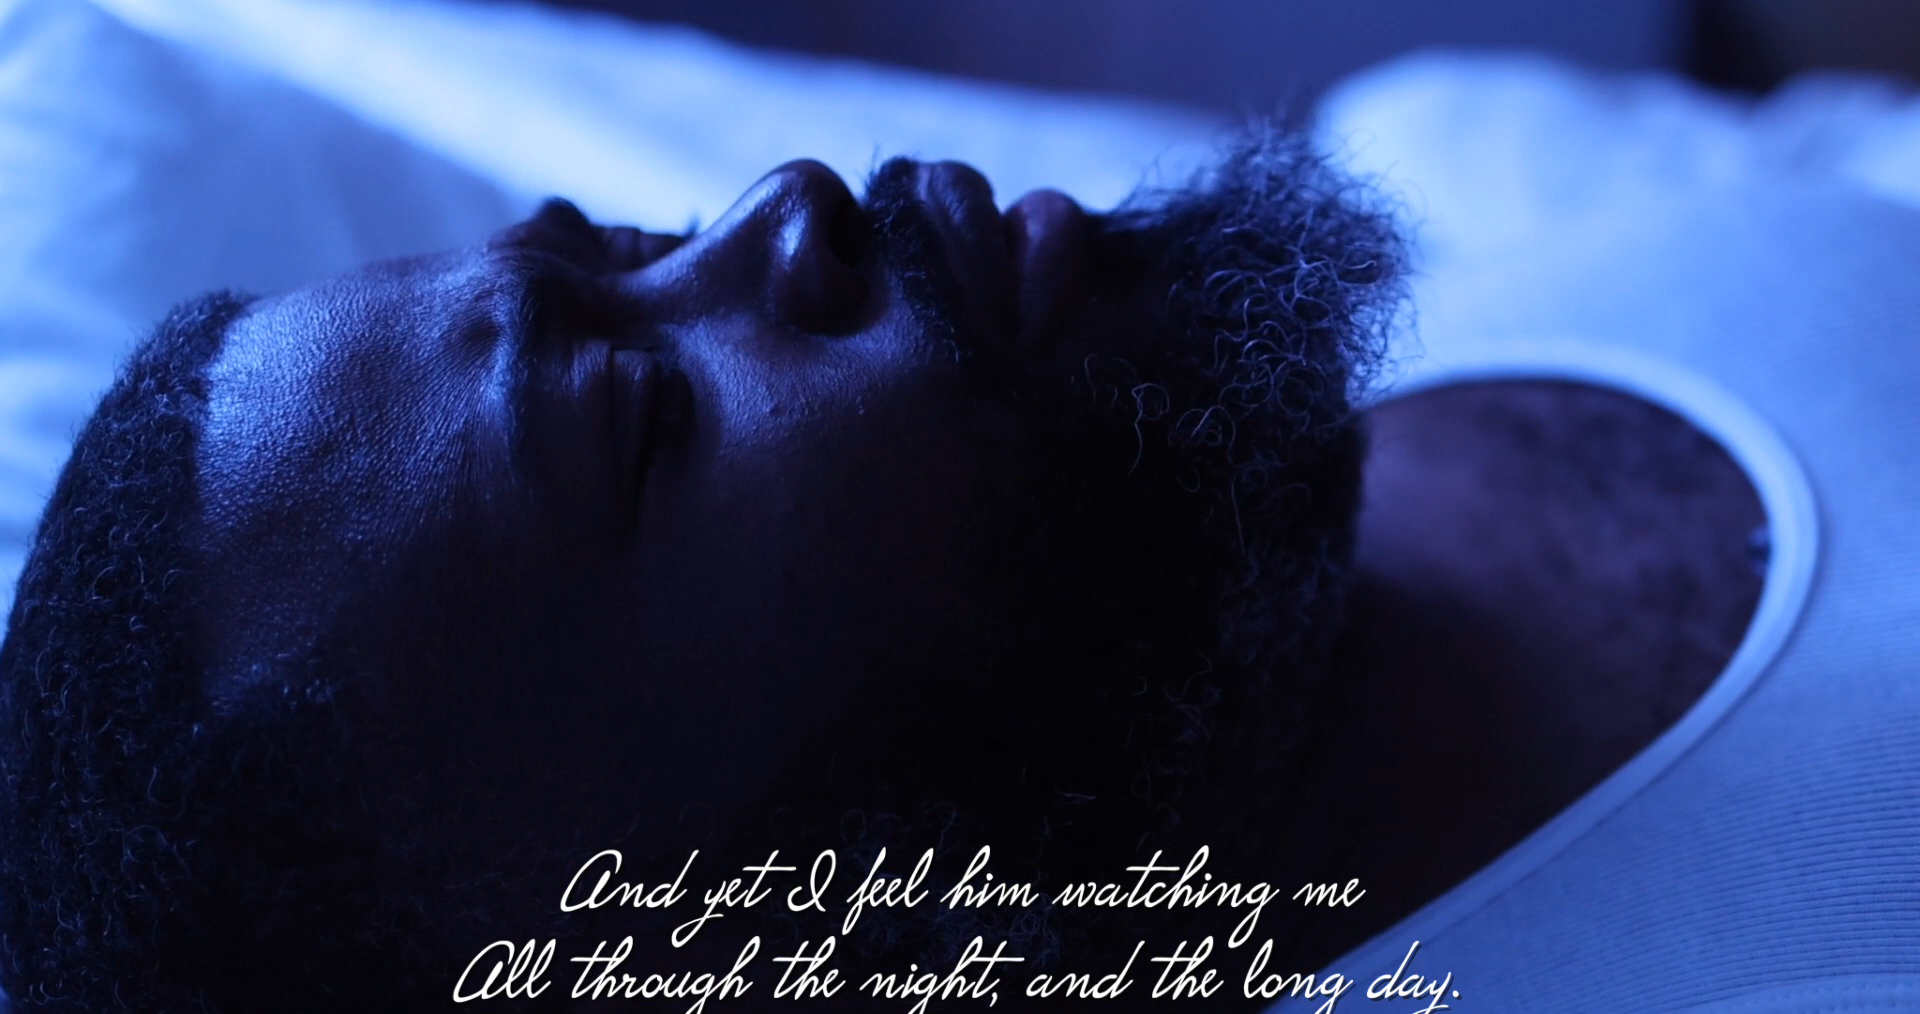 And yet I feel him watching me
All through the night, and the long day.